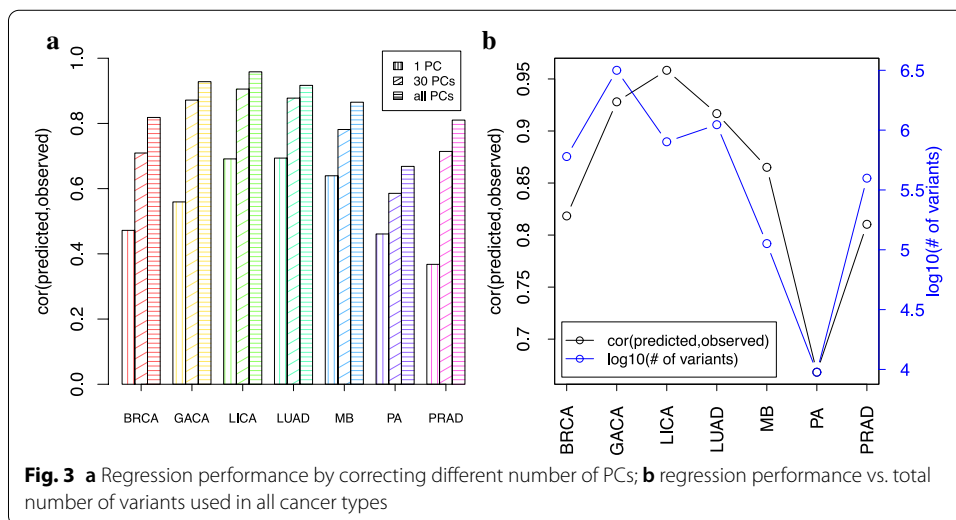 a
cor(predicted,observed)
1.0
0.8
0.6
0.4
0.2
0.0
1 PC
30 PCs
all PCs
BRCA GACA LICA LUAD MB PA PRAD
b
cor(predicted,observed)
0.95
0.9
0.85
0.8
0.75
0.7
6.5
6
5.5
5
4.5
4
log10(# of variants)
cor(predicted,observed)
log10(# of variants)
BRCA
GACA
LICA
LUAD
MB
PA
PRAD
Fig. 3 a Regression performance by correcting different number of PCs; b regression performance vs. total
number of variants used in all cancer types